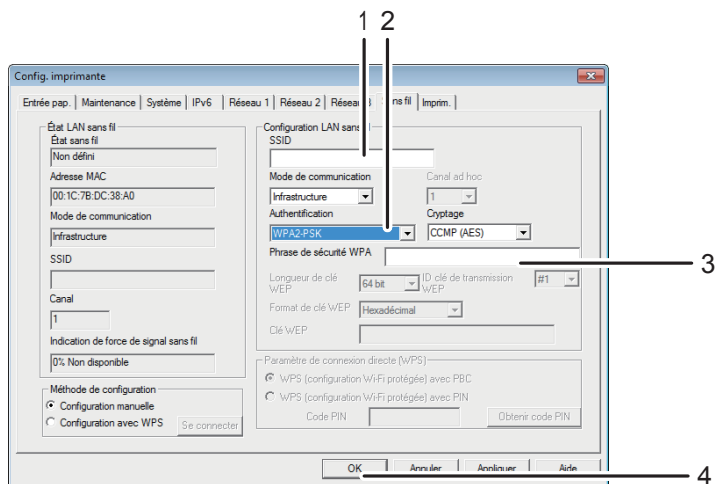 1 2
Config. imprimante
Entrée pap. Maintenance Système IPv6 Réseau 1 Réseau 2 Réseau 3 ns fil Imprim.
État LAN sans fil
État sans fil
Non défini
Adresse MAC
00:1C:7B:DC:38:A0
Mode de communication
Infrastructure
SSID
Canal
1
Indication de force de signal sans fil
0% Non disponible
Méthode de configuration
Configuration manuelle
Configuration avec WPS Se connecter
Configuration LAN sans
SSID
Mode de communication Canal ad hoc
Infrastructure 1
Authentification Cryptage
WPA2-PSK CCMP (AES)
Phrase de sécurité WPA
3
Longueur de clé WEP 64 bit ID clé de transmission WEP #1
Format de clé WEP Hexadécimal
Clé WEP
Paramètre de connexion directe (WPS)
WPS (configuration Wi-Fi protégée) avec PBC
WPS (configuration Wi-Fi protégée) avec PIN
Code PIN Obtenir code PIN
OK Annuler Appliquer Aide
4